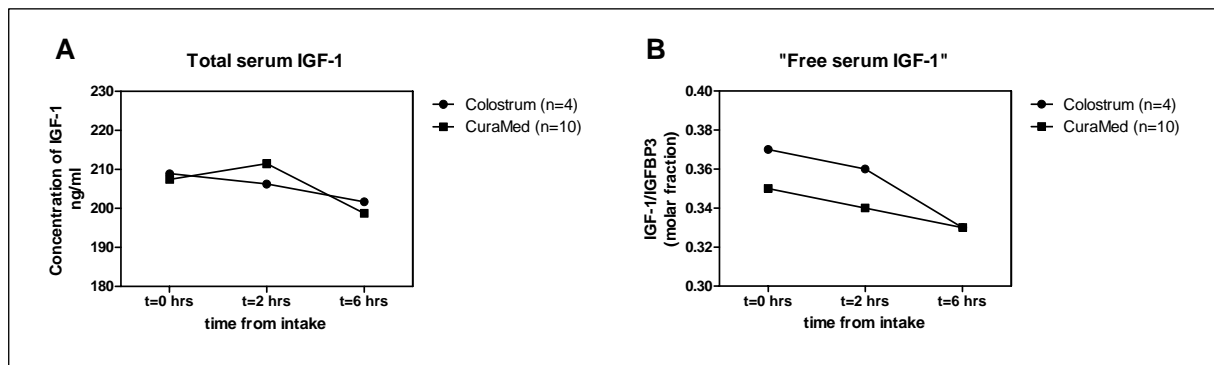 A
Total serum IGF-1
Concentration of IGF-1
ng/ml
230
220
210
200
190
180
t=0 hrs
t=2 hrs
t=6 hrs
time from intake
Colostrum (n=4)
CuraMed (n=10)
B
"Free serum IGF-1"
IGF-1/IGFBP3
(molar fraction)
0.40
0.38
0.36
0.34
0.32
0.30
t=0 hrs
t=2 hrs
t=6 hrs
time from intake
Colostrum (n=4)
CuraMed (n=10)